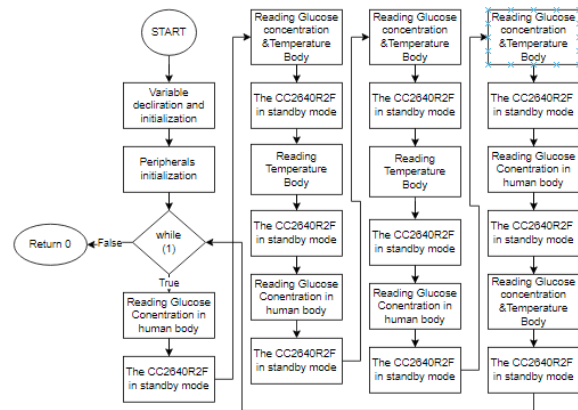 START
Variable
decliration and
initialization
Peripherals
initialization
while
(1)
False
Return 0
True
Reading Glucose
Conentration in
human body
The CC2640R2F
in standby mode
Reading Glucose
concentration
&Temperature
Body
The CC2640R2F
in standby mode
Reading
Temperature
Body
The CC2640R2F
in standby mode
Reading Glucose
Conentration in
human body
The CC2640R2F
in standby mode
Reading Glucose
concentration
&Temperature
Body
The CC2640R2F
in standby mode
Reading
Temperature
Body
The CC2640R2F
in standby mode
Reading Glucose
Conentration in
human body
The CC2640R2F
in standby mode
Reading Glucose
concentration
&Temperature
Body
The CC2640R2F
in standby mode
Reading Glucose
Conentration in
human body
The CC2640R2F
in standby mode
Reading Glucose
concentration
&Temperature
Body
The CC2640R2F
in standby mode